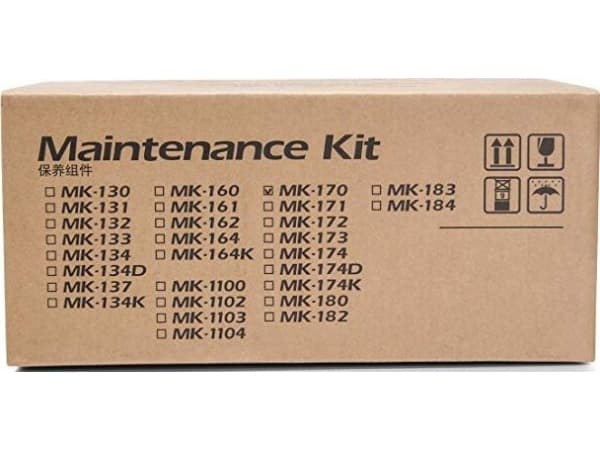 Maintenance Kit
保养组件
☐ MK-130 ☐ MK-160 ☑ MK-170 ☐ MK-183
☐ MK-131 ☐ MK-161 ☐ MK-171 ☐ MK-184
☐ MK-132 ☐ MK-162 ☐ MK-172
☐ MK-133 ☐ MK-164 ☐ MK-173
☐ MK-134 ☐ MK-164K ☐ MK-174
☐ MK-134D ☐ MK-174D
☐ MK-137 ☐ MK-1100 ☐ MK-174K
☐ MK-134K ☐ MK-1102 ☐ MK-180
☐ MK-1103 ☐ MK-182
☐ MK-1104
9